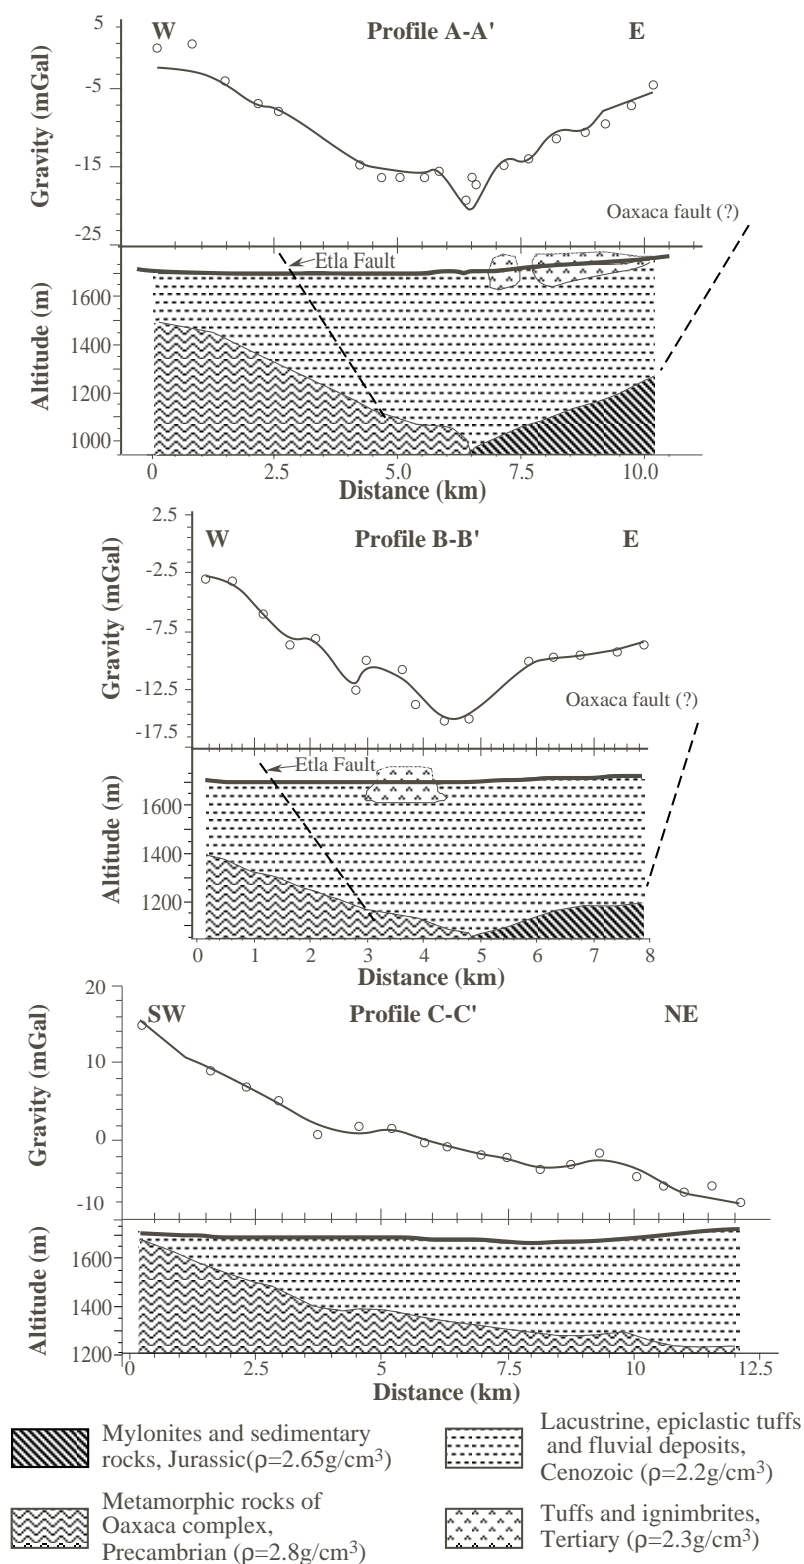 5
W
Profile A-A'
E
-5
-15
-25
Gravity (mGal)
Oaxaca fault (?)
Etla Fault
1600
1400
1200
1000
Altitude (m)
0 2.5 5.0 7.5 10.0
Distance (km)
2.5
W
Profile B-B'
E
-2.5
-7.5
-12.5
-17.5
Gravity (mGal)
Oaxaca fault (?)
Etla Fault
1600
1400
1200
Altitude (m)
0 1 2 3 4 5 6 7 8
Distance (km)
20
SW
Profile C-C'
NE
10
0
-10
Gravity (mGal)
1600
1400
1200
Altitude (m)
0 2.5 5 7.5 10 12.5
Distance (km)
Mylonites and sedimentary
rocks, Jurassic(ρ=2.65g/cm³)
Lacustrine, epiclastic tuffs
and fluvial deposits,
Cenozoic (ρ=2.2g/cm³)
Metamorphic rocks of
Oaxaca complex,
Precambrian (ρ=2.8g/cm³)
Tuffs and ignimbrites,
Tertiary (ρ=2.3g/cm³)